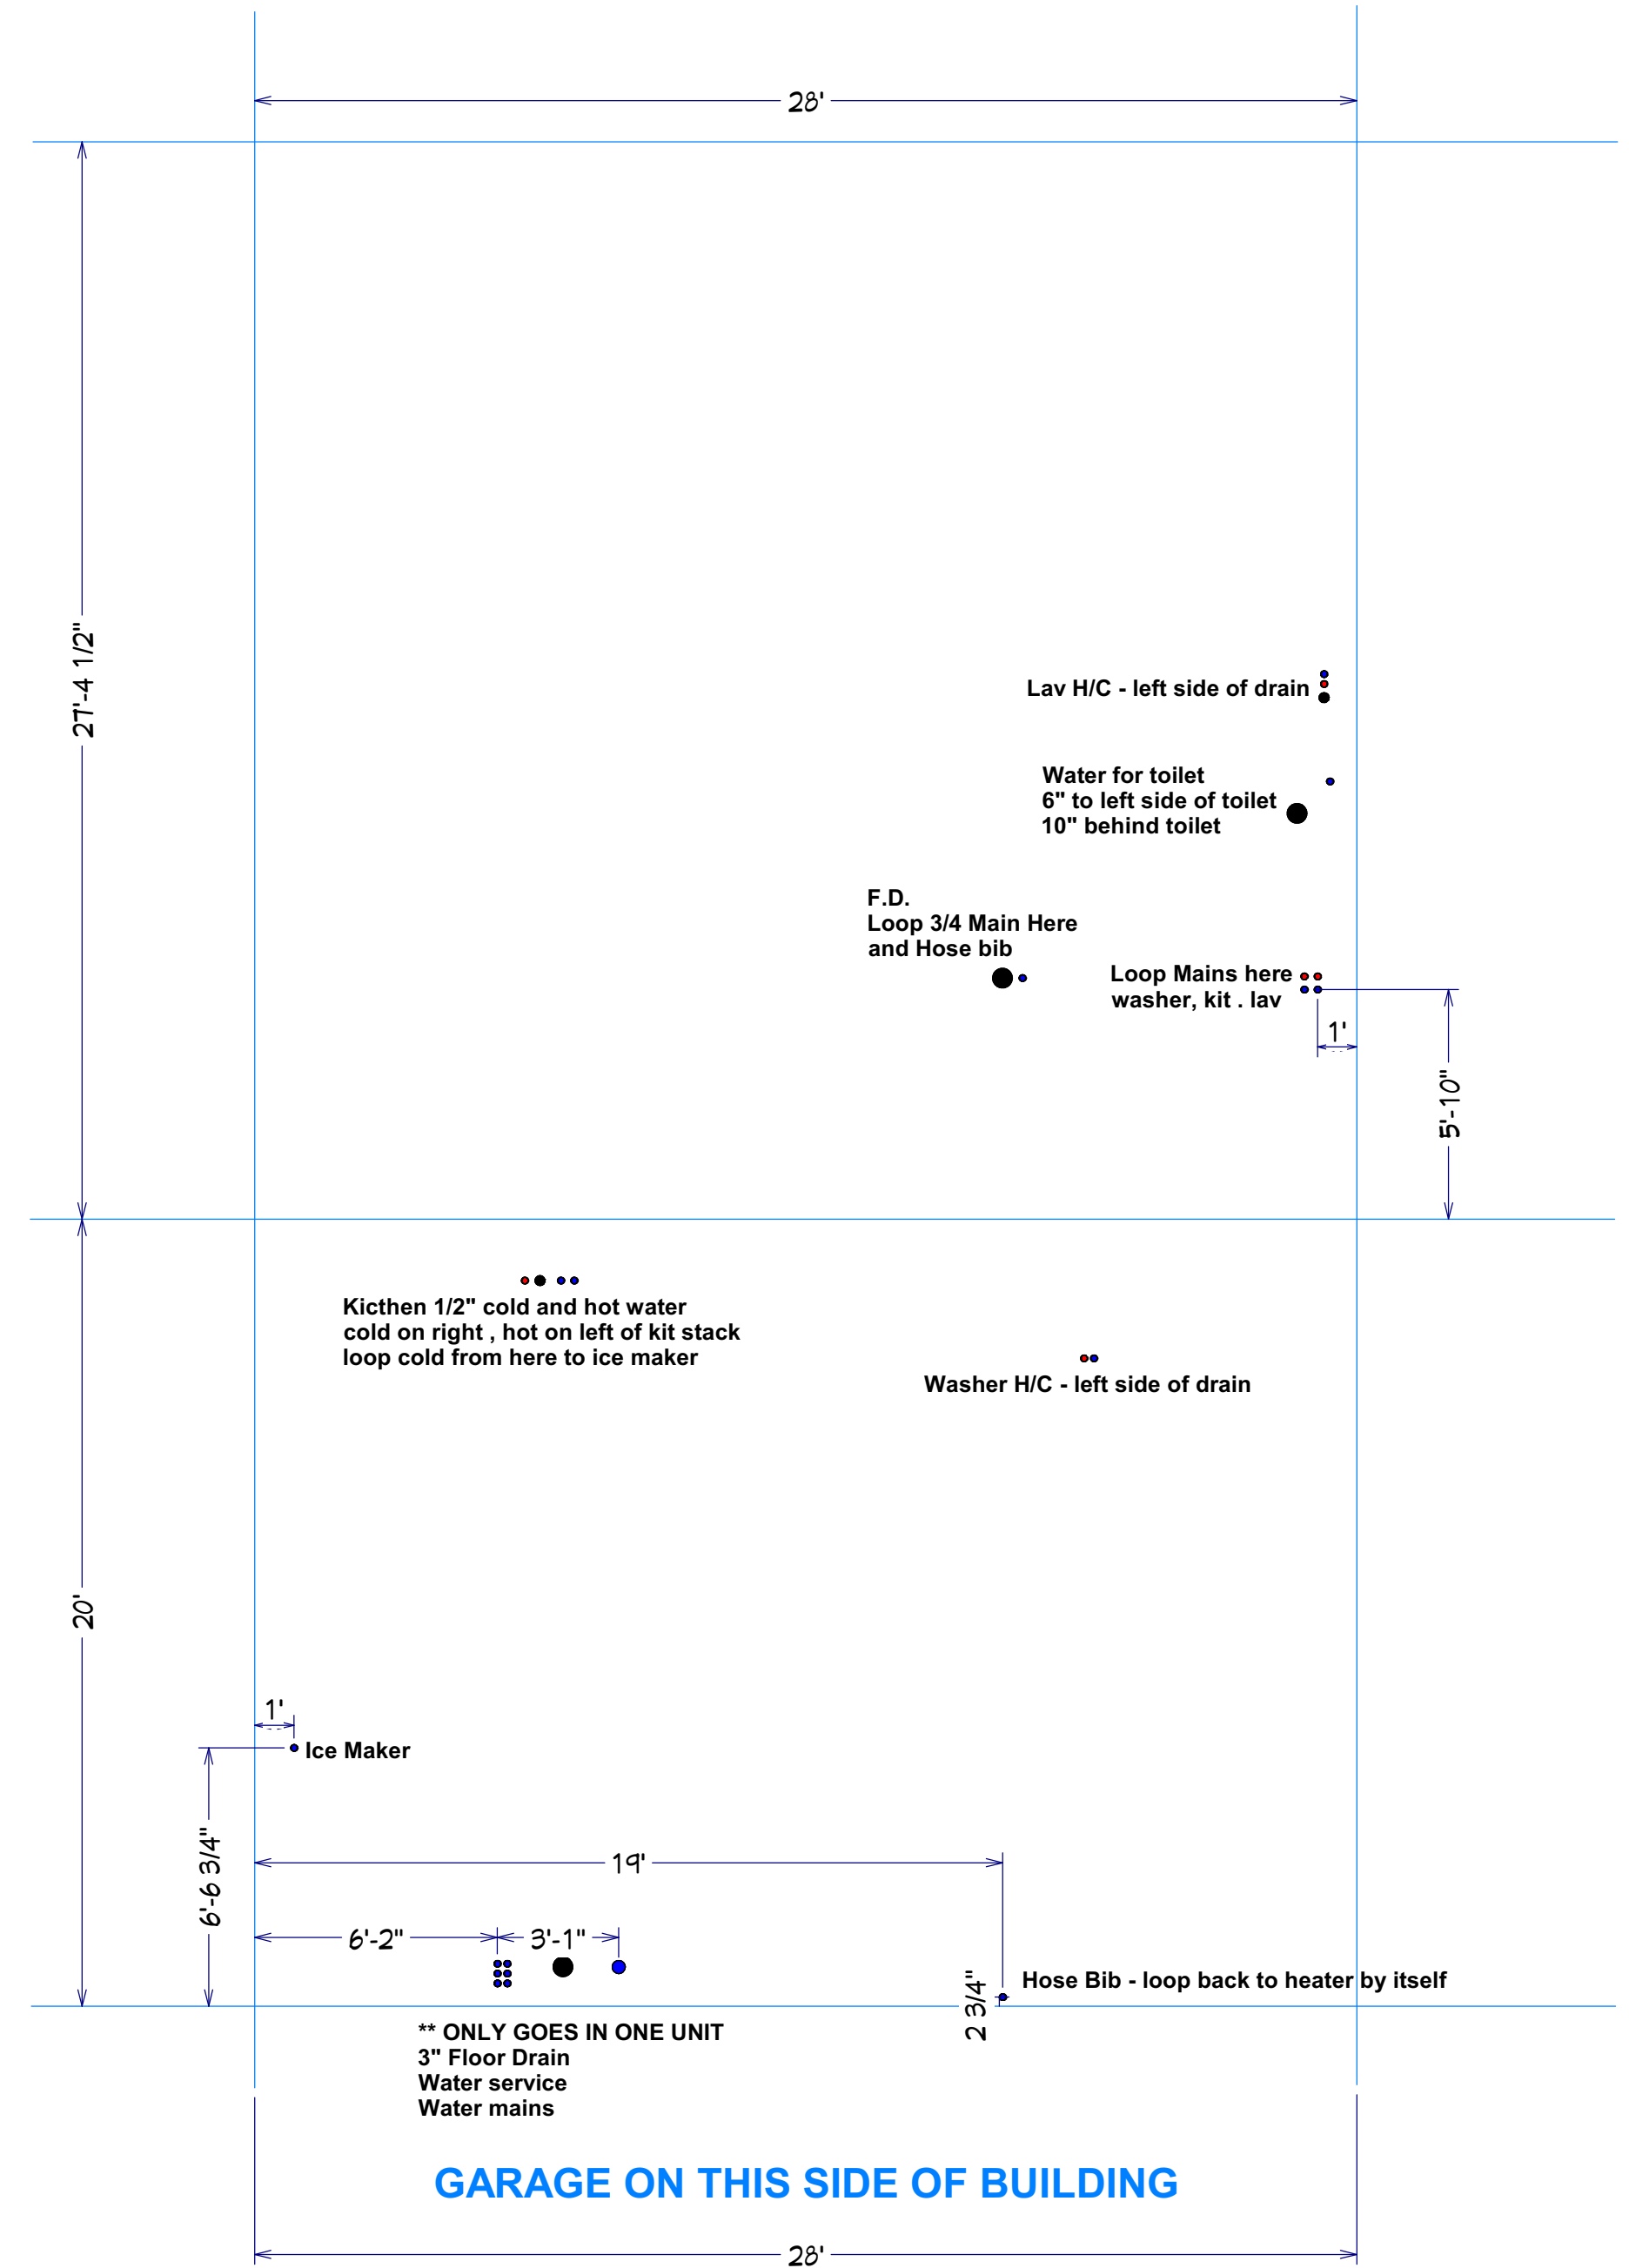 28'
27'-4 1/2"
Lav H/C - left side of drain
Water for toilet
6" to left side of toilet
10" behind toilet
F.D.
Loop 3/4 Main Here
and Hose bib
Loop Mains here
washer, kit . lav
1'
5'-10"
Kicthen 1/2" cold and hot water
cold on right , hot on left of kit stack
loop cold from here to ice maker
Washer H/C - left side of drain
20'
1'
Ice Maker
6'-6 3/4"
19'
6'-2"
3'-1"
2 3/4"
Hose Bib - loop back to heater by itself
** ONLY GOES IN ONE UNIT
3" Floor Drain
Water service
Water mains
GARAGE ON THIS SIDE OF BUILDING
28'